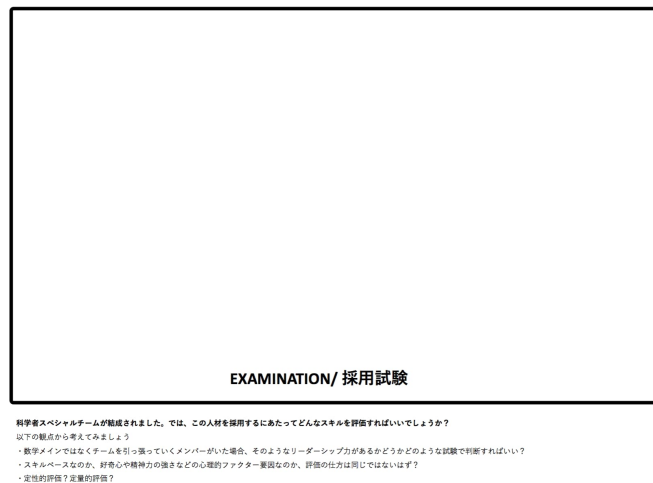 EXAMINATION/ 採用試験
科学者スペシャルチームが結成されました。では、この人材を採用するにあたってどんなスキルを評価すればいいでしょうか？
以下の観点から考えてみましょう
・数学メインではなくチームを引っ張っていくメンバーがいた場合、そのようなリーダーシップ力があるかどうかどのような試験で判断すればいい？
・スキルベースなのか、好奇心や精神力の強さなどの心理的ファクター要因なのか、評価の仕方は同じではないはず？
・定性的評価？定量的評価？